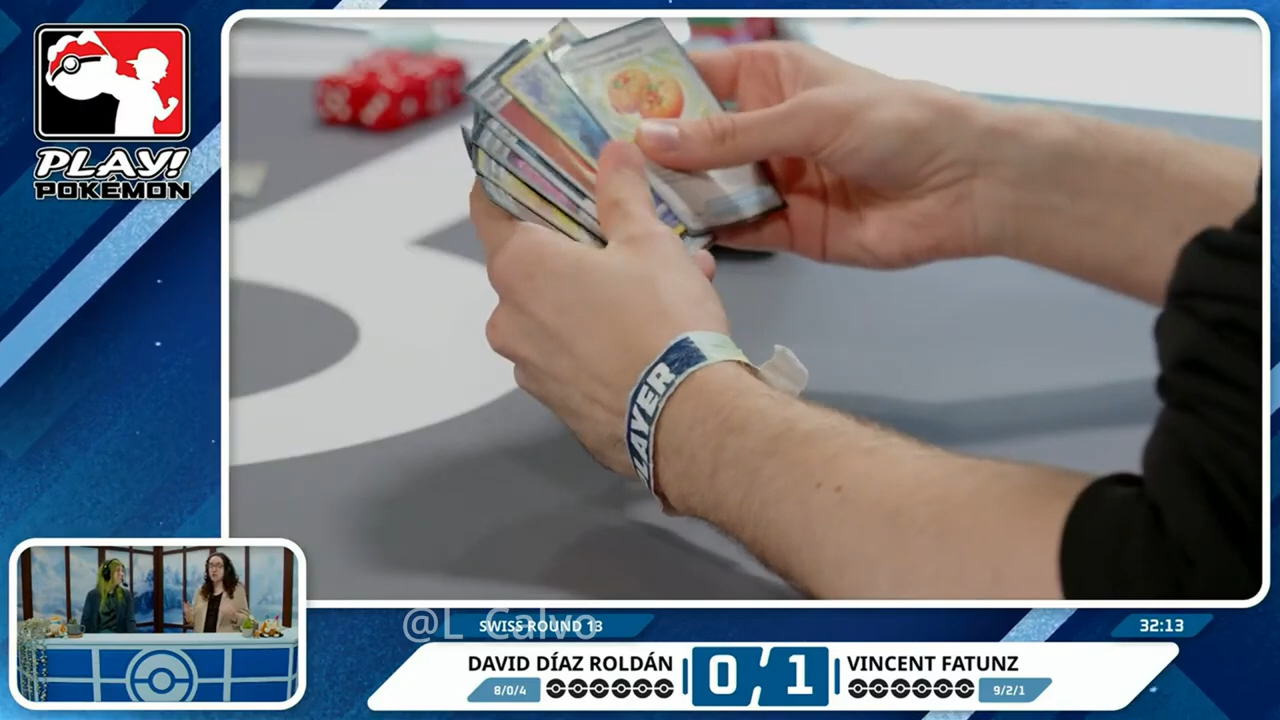 PLAY!
POKÉMON
PLAYER
@L_Calvo
SWISS ROUND 13
32:13
DAVID DÍAZ ROLDÁN
0
1
VINCENT FATUNZ
8/0/4
9/2/1